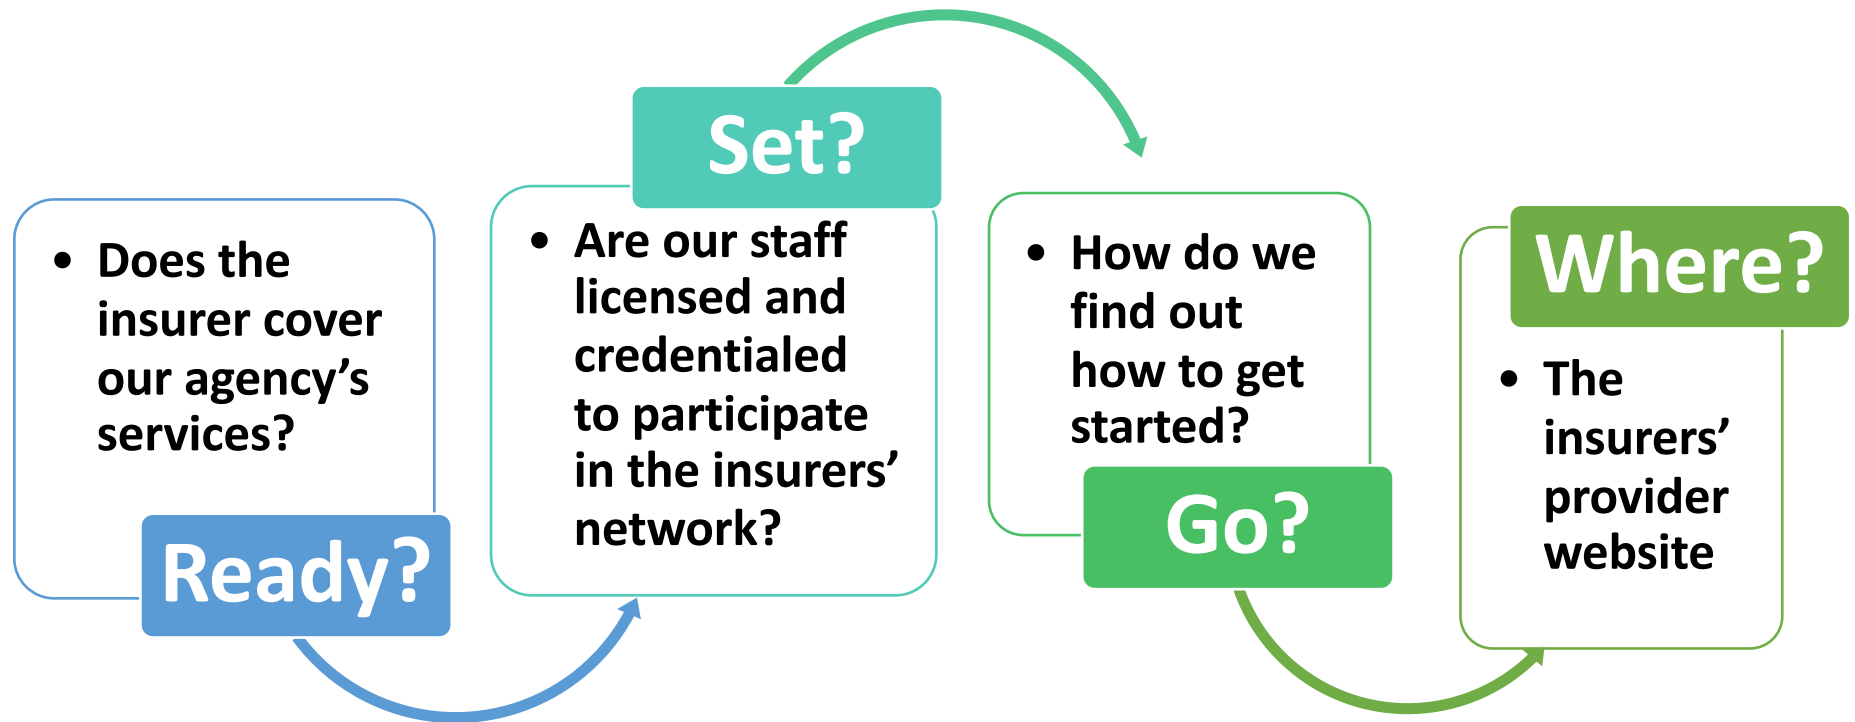 • Does the
insurer cover
our agency’s
services?
Ready?
Set?
• Are our staff
licensed and
credentialed
to participate
in the insurers’
network?
• How do we
find out
how to get
started?
Go?
Where?
• The
insurers’
provider
website